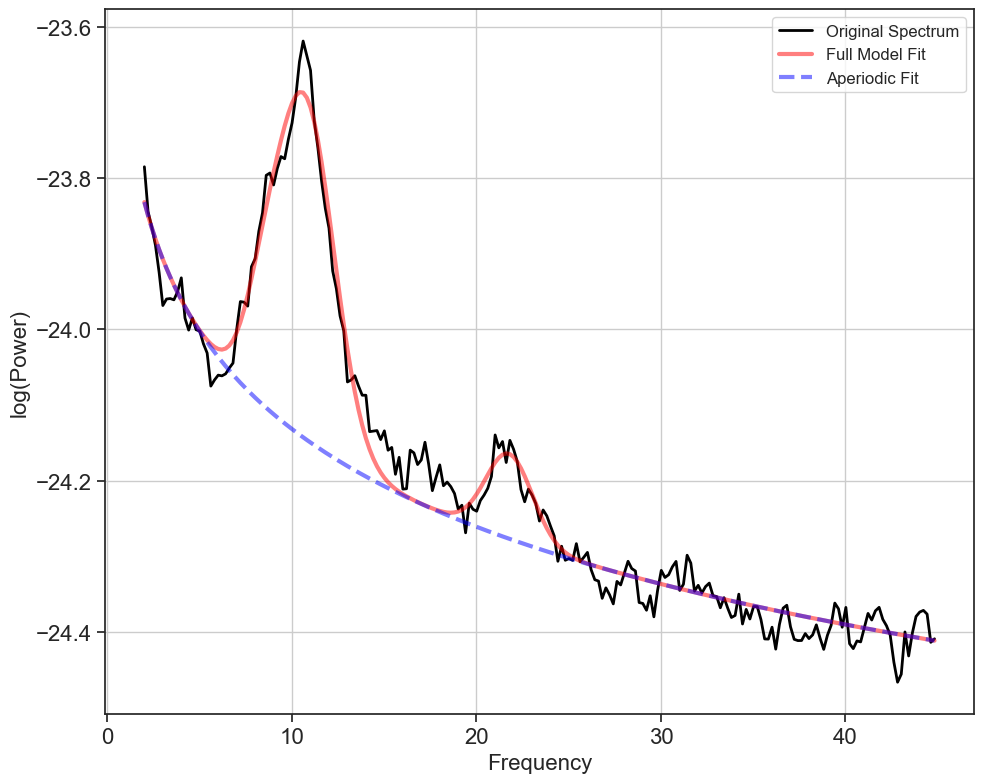 Original Spectrum
Full Model Fit
Aperiodic Fit
−23.6
−23.8
−24.0
−24.2
−24.4
log(Power)
0 10 20 30 40
Frequency